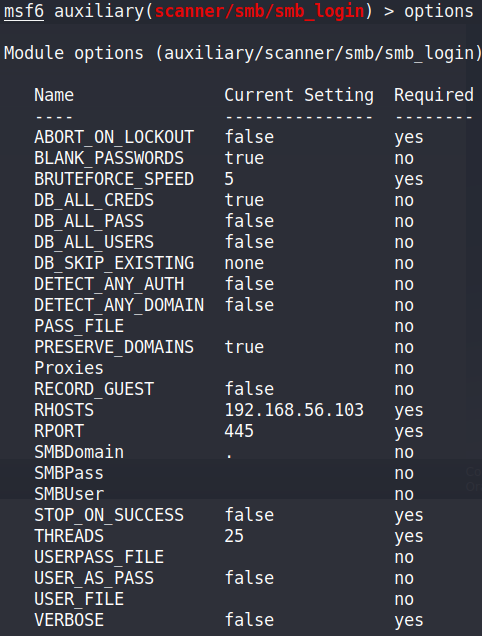 msf6 auxiliary(scanner/smb/smb_login) > options
Module options (auxiliary/scanner/smb/smb_login)
Name Current Setting Required
---- --------------- --------
ABORT_ON_LOCKOUT false yes
BLANK_PASSWORDS true no
BRUTEFORCE_SPEED 5 yes
DB_ALL_CREDS true no
DB_ALL_PASS false no
DB_ALL_USERS false no
DB_SKIP_EXISTING none no
DETECT_ANY_AUTH false no
DETECT_ANY_DOMAIN false no
PASS_FILE no
PRESERVE_DOMAINS true no
Proxies no
RECORD_GUEST false no
RHOSTS 192.168.56.103 yes
RPORT 445 yes
SMBDomain . no
SMBPass no
SMBUser no
STOP_ON_SUCCESS false yes
THREADS 25 yes
USERPASS_FILE no
USER_AS_PASS false no
USER_FILE no
VERBOSE false yes